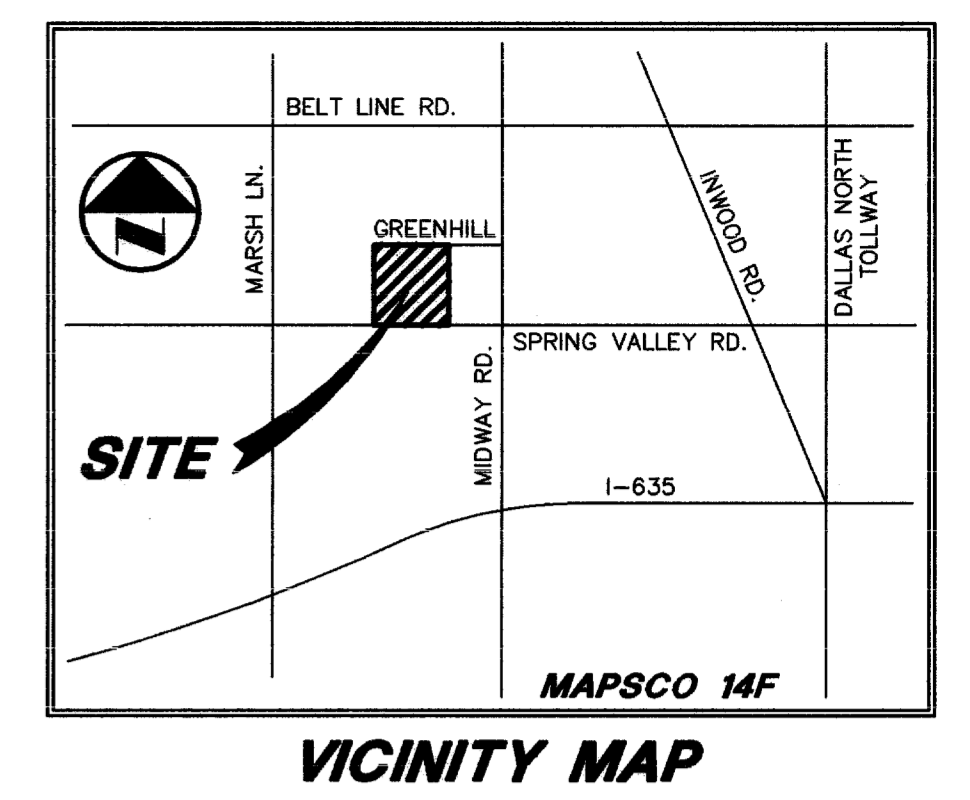 BELT LINE RD.
MARSH LN.
GREENHILL
INWOOD RD.
DALLAS NORTH
TOLLWAY
N
SPRING VALLEY RD.
MIDWAY RD.
SITE
I-635
MAPSCO 14F
VICINITY MAP